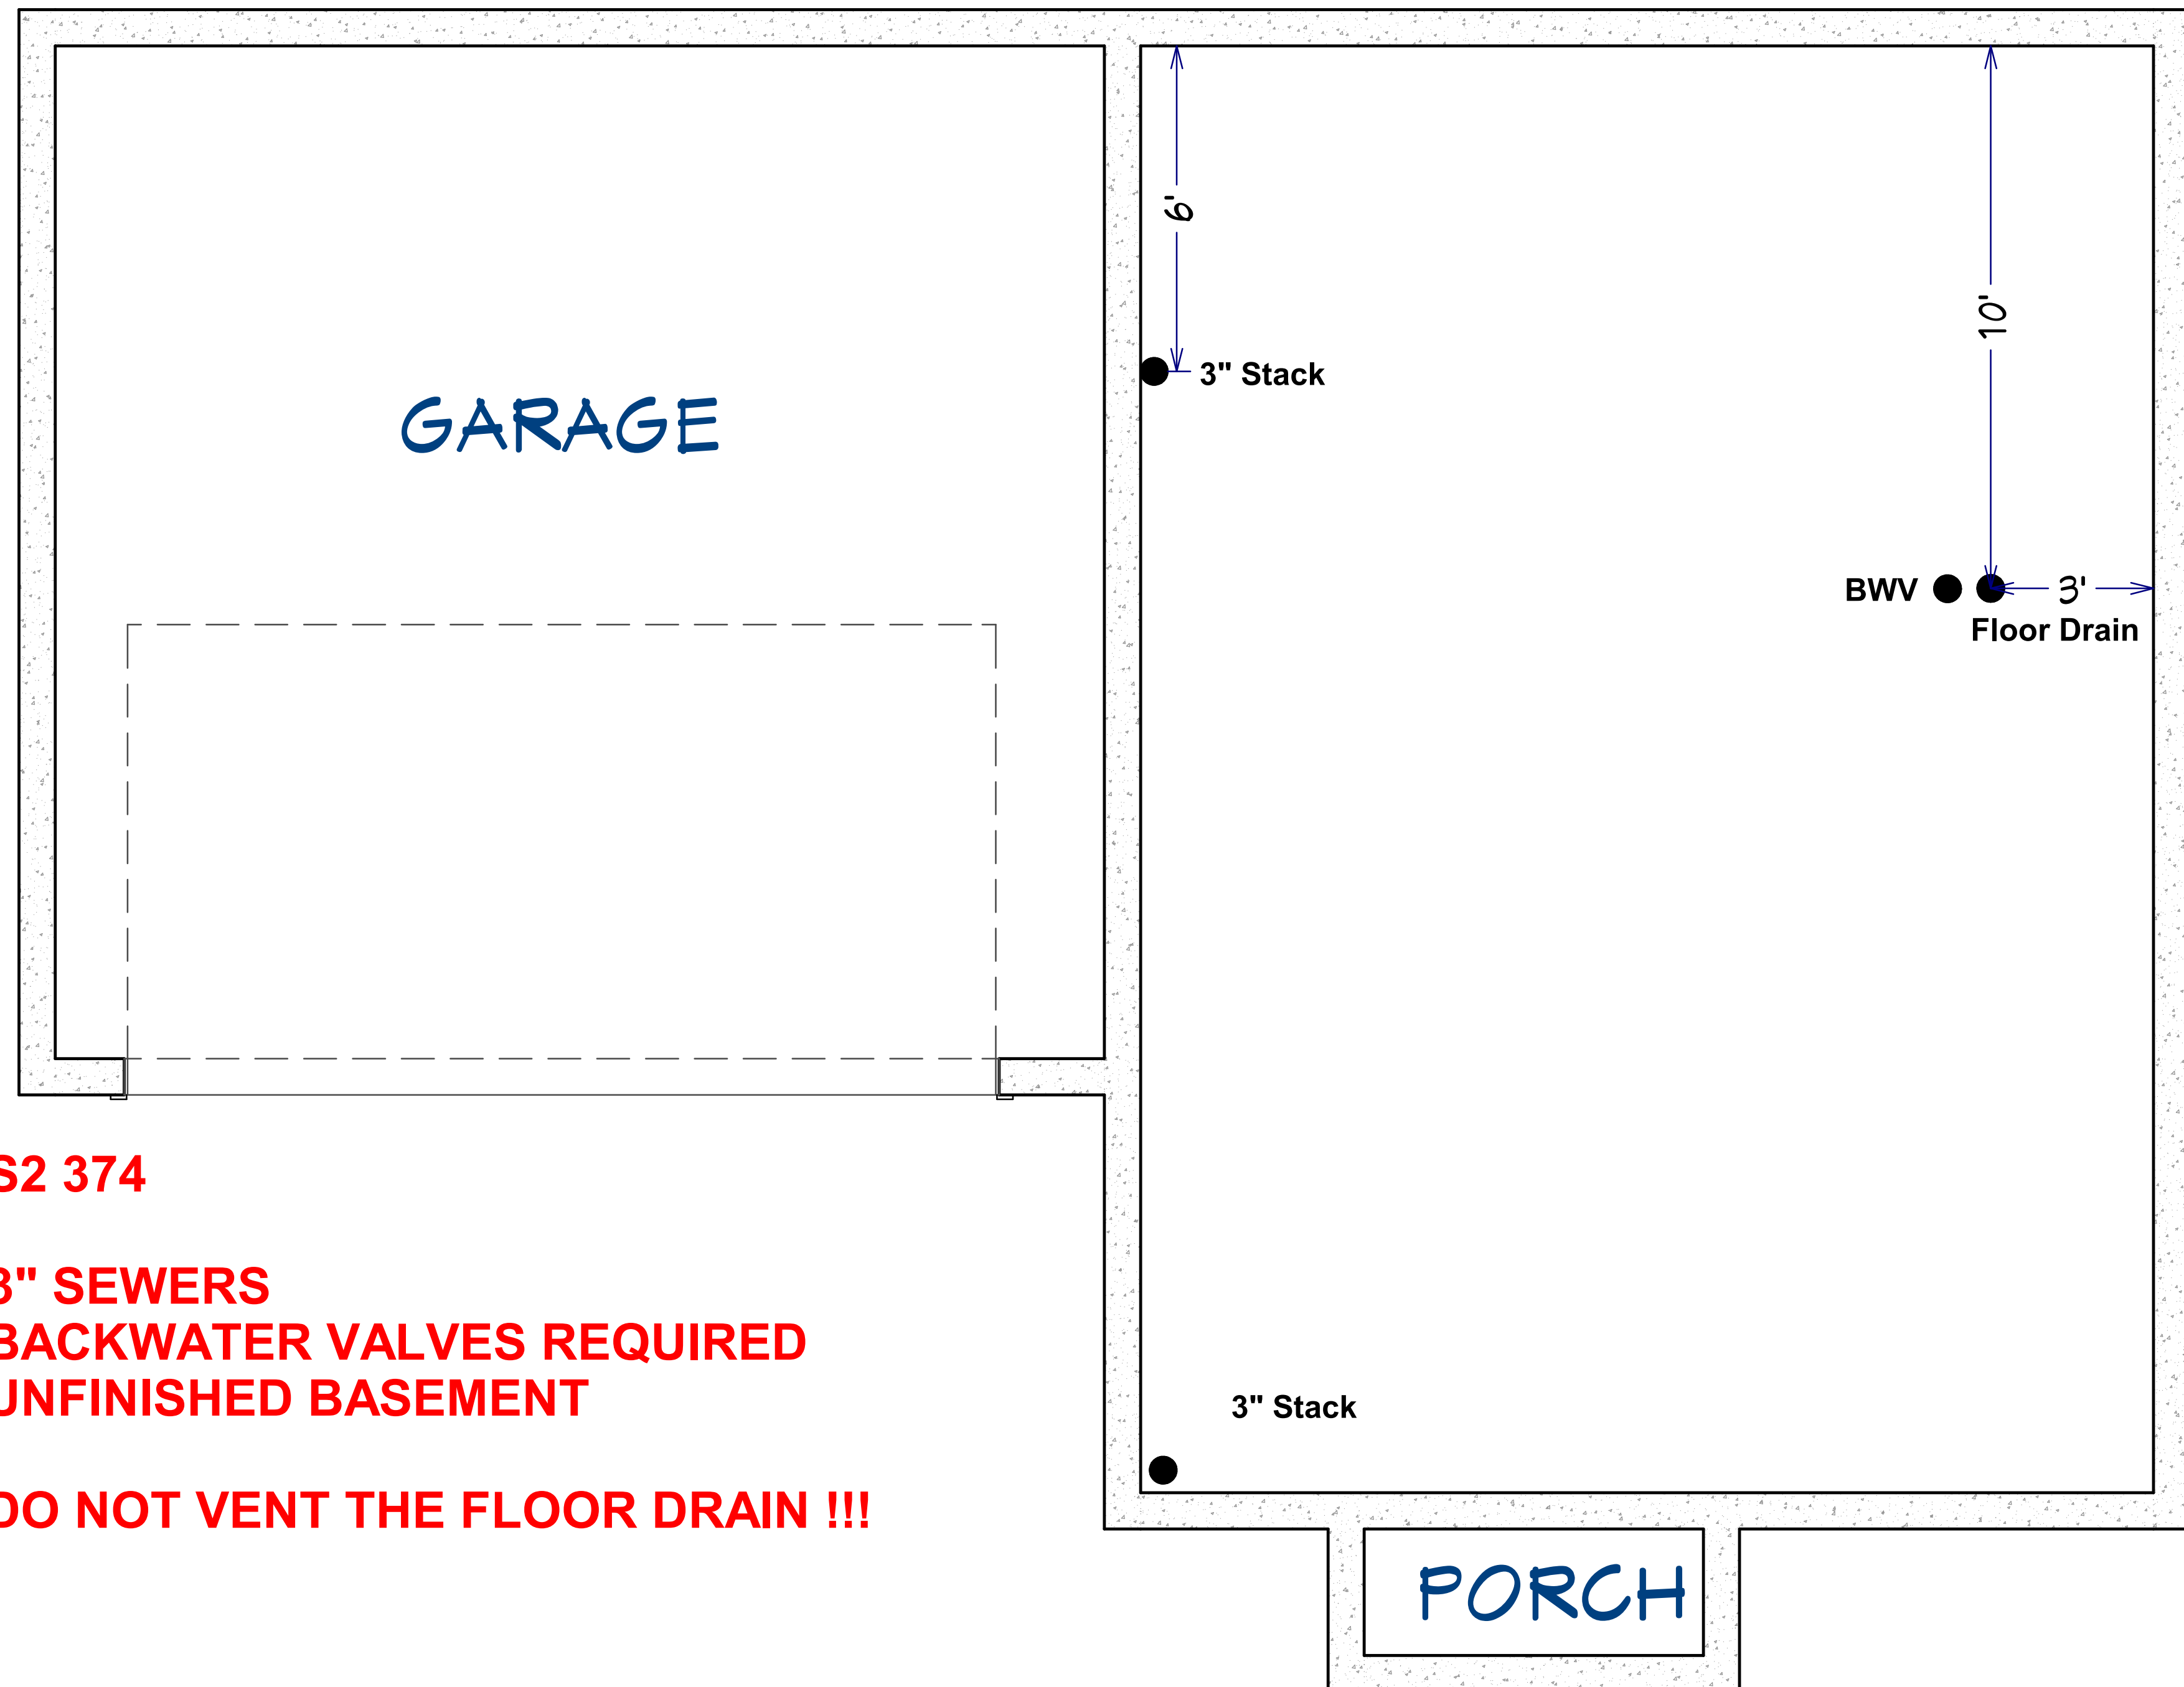 6'
10'
3" Stack
GARAGE
BWV
3'
Floor Drain
S2 374
3" SEWERS
BACKWATER VALVES REQUIRED
UNFINISHED BASEMENT
3" Stack
DO NOT VENT THE FLOOR DRAIN !!!
PORCH